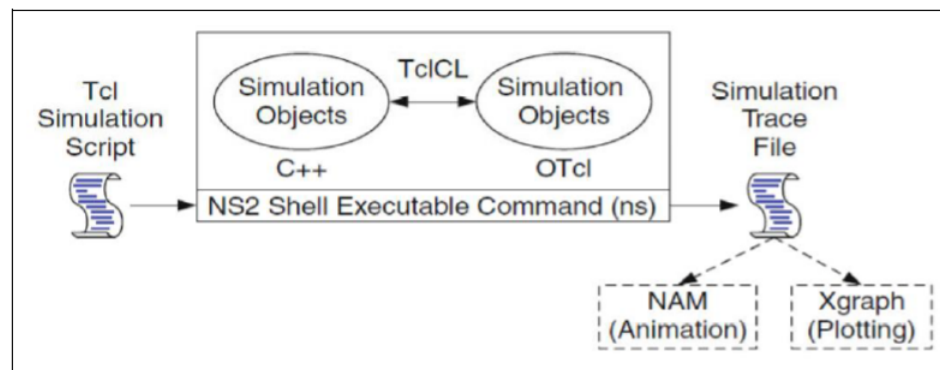 Tcl
Simulation
Script
Simulation
Objects
C++
TclCL
Simulation
Objects
OTcl
NS2 Shell Executable Command (ns)
Simulation
Trace
File
NAM
(Animation)
Xgraph
(Plotting)